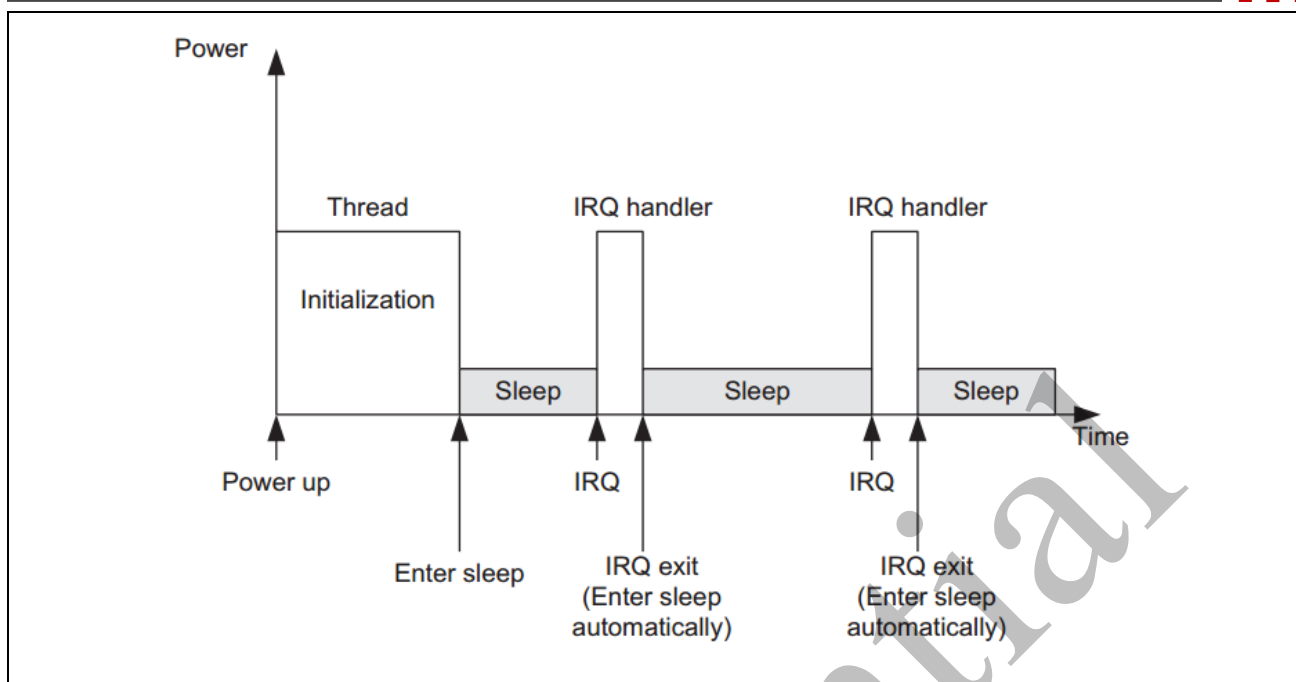 Power
Thread
IRQ handler
IRQ handler
Initialization
Sleep
Sleep
Sleep
Time
Power up
IRQ
IRQ
Enter sleep
IRQ exit
(Enter sleep
automatically)
IRQ exit
(Enter sleep
automatically)